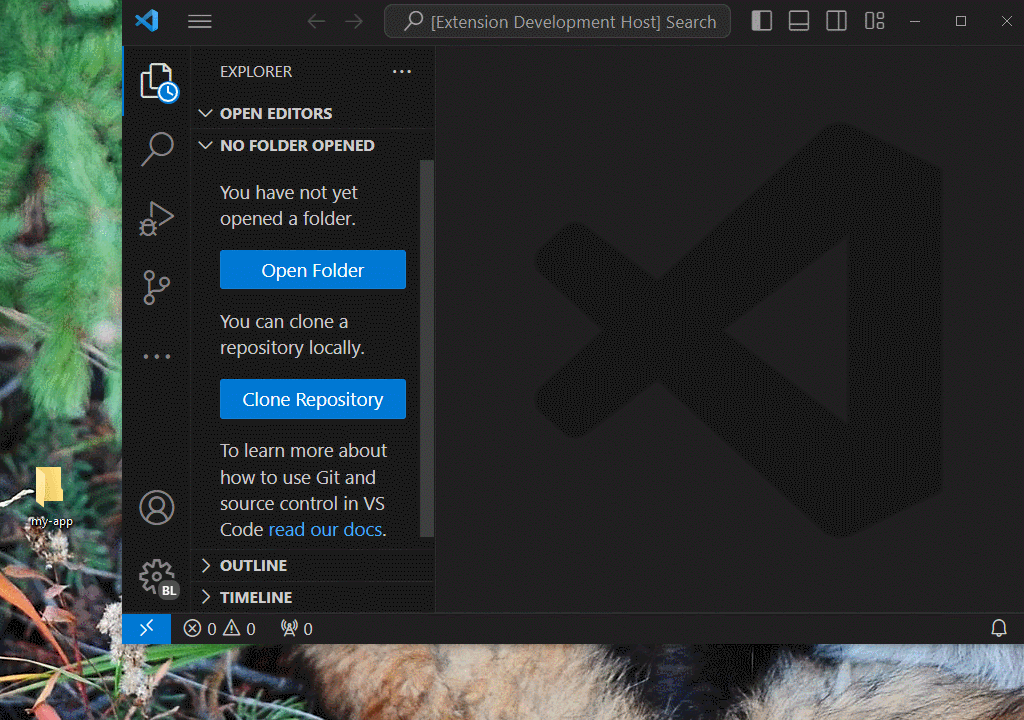 [Extension Development Host] Search
EXPLORER
OPEN EDITORS
NO FOLDER OPENED
You have not yet
opened a folder.
Open Folder
You can clone a
repository locally.
Clone Repository
To learn more about
how to use Git and
source control in VS
Code read our docs.
my-app
BL
OUTLINE
TIMELINE
0 0 0